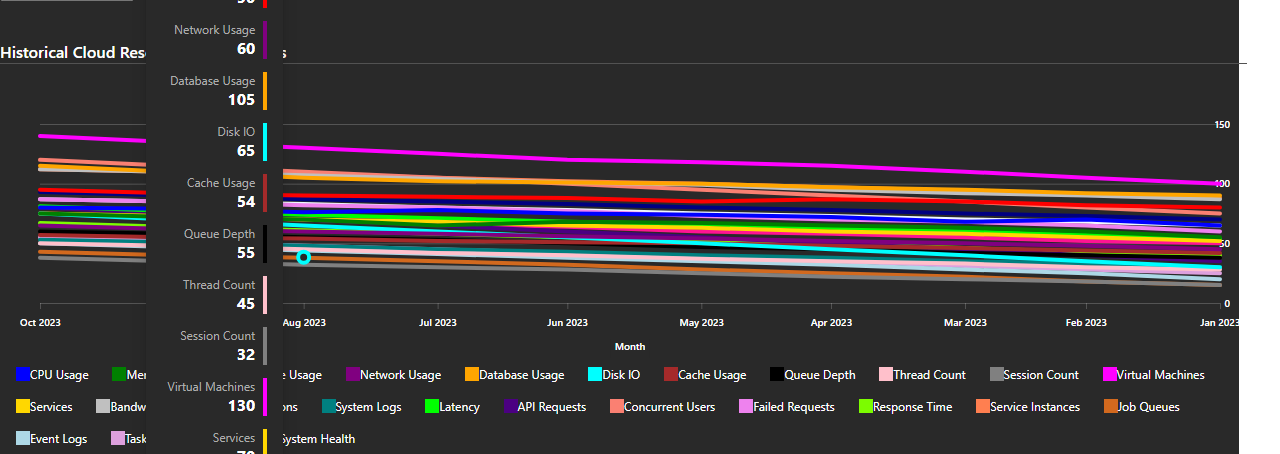 Network Usage
60
Historical Cloud Res
s
Database Usage
105
Disk IO
65
150
Cache Usage
54
100
Queue Depth
55
50
Thread Count
45
0
Oct 2023 Aug 2023 Jul 2023 Jun 2023 May 2023 Apr 2023 Mar 2023 Feb 2023 Jan 2023
Session Count
32
Month
CPU Usage Me Usage Network Usage Database Usage Disk IO Cache Usage Queue Depth Thread Count Session Count Virtual Machines
Virtual Machines
130
Services Bandw ons System Logs Latency API Requests Concurrent Users Failed Requests Response Time Service Instances Job Queues
Services
Event Logs Task System Health